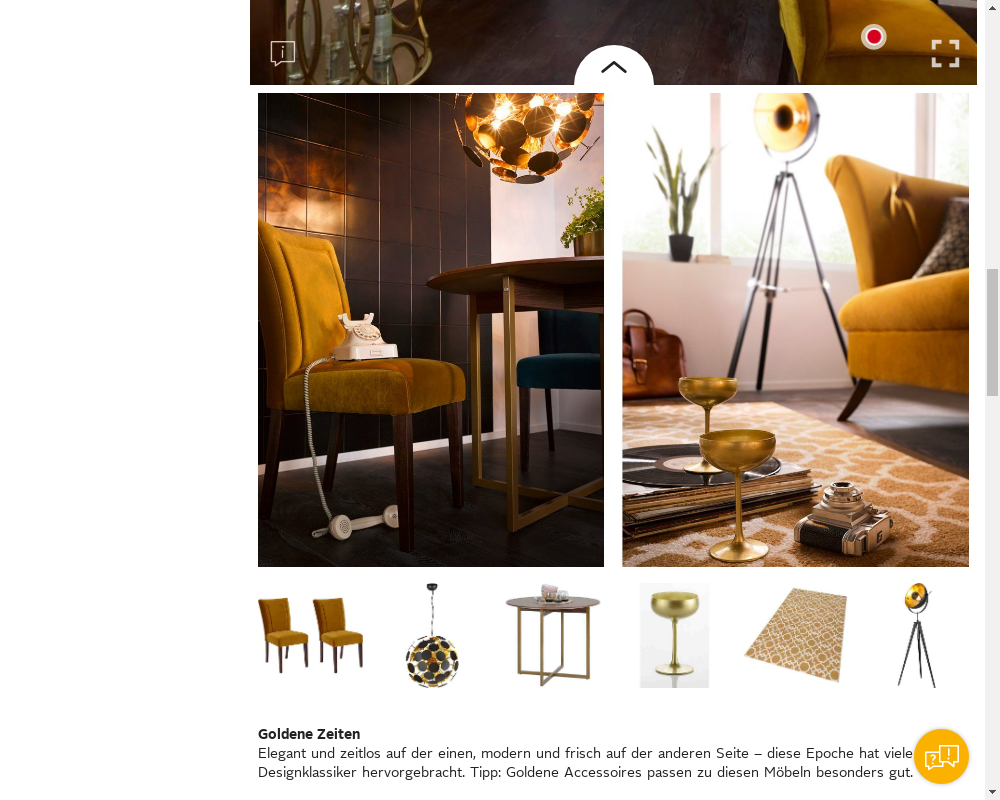 Goldene Zeiten
Elegant und zeitlos auf der einen, modern und frisch auf der anderen Seite – diese Epoche hat viele
Designklassiker hervorgebracht. Tipp: Goldene Accessoires passen zu diesen Möbeln besonders gut.